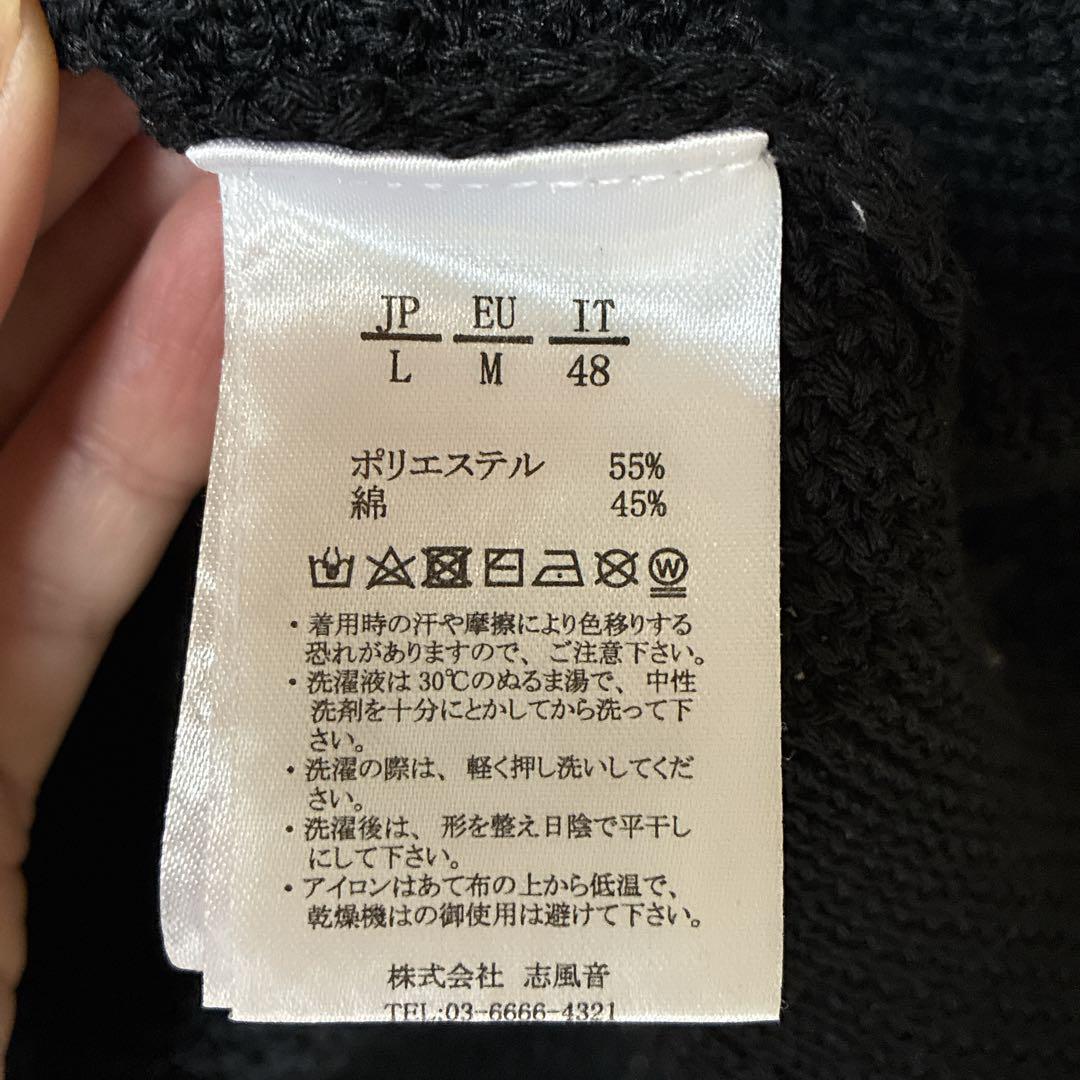 JP EU IT
L M 48
ポリエステル 55%
綿 45%
W
・着用時の汗や摩擦により色移りする
恐れがありますので、ご注意下さい。
・洗濯液は30℃のぬるま湯で、中性
洗剤を十分にとかしてから洗って下
さい。
・洗濯の際は、軽く押し洗いしてくだ
さい。
・洗濯後は、形を整え日陰で平干し
にして下さい。
・アイロンはあて布の上から低温で、
乾燥機はの御使用は避けて下さい。
株式会社 志風音
TEL:03-6666-4321